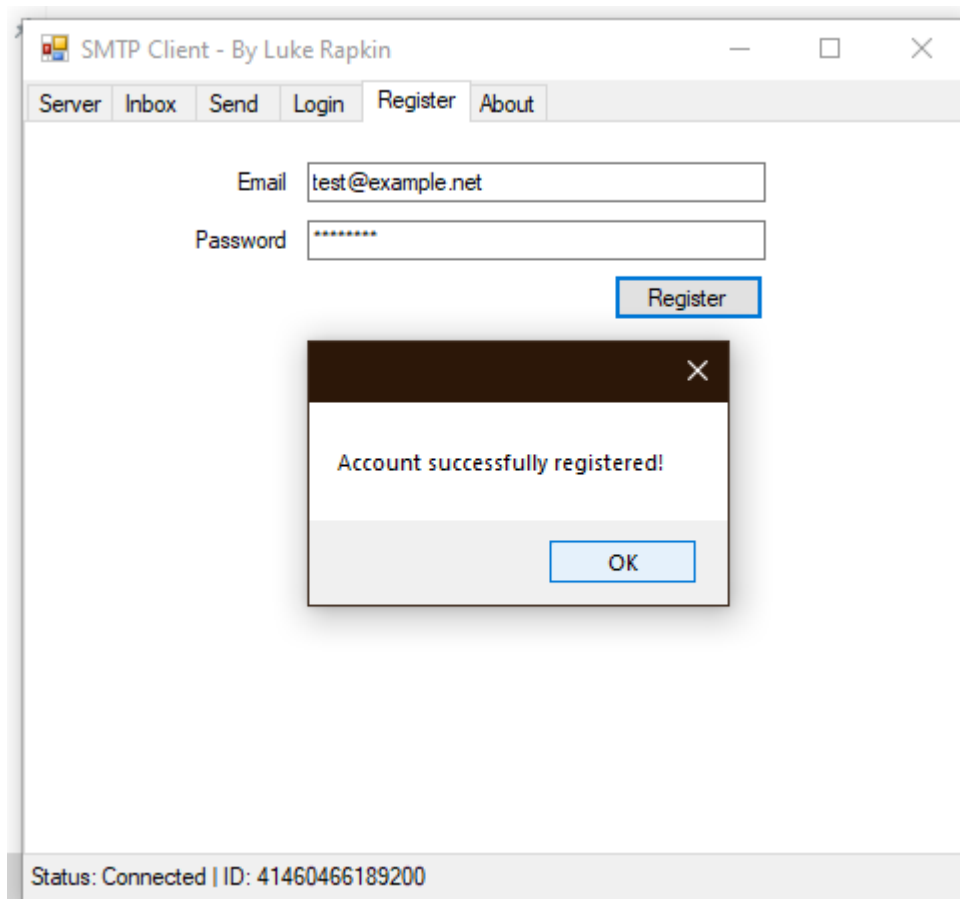 SMTP Client - By Luke Rapkin
Server Inbox Send Login Register About
Email test@example.net
Password ********
Register
Account successfully registered!
OK
Status: Connected | ID: 41460466189200